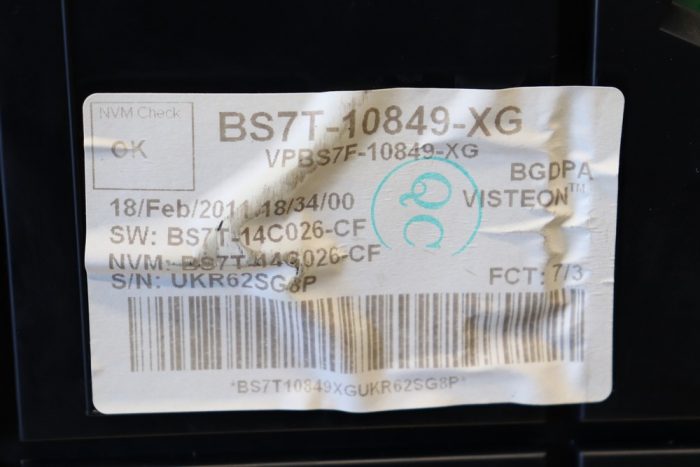 NVM Check
OK
BS7T-10849-XG
VPBS7F-10849-XG
BGDPA
VISTEON™
18/Feb/2011 18/34/00
SW: BS7T-14C026-CF
NVM: BS7T-14C026-CF
S/N: UKR62SG8P
FCT: 7/3
QC
*BS7T10849XGUKR62SG8P*